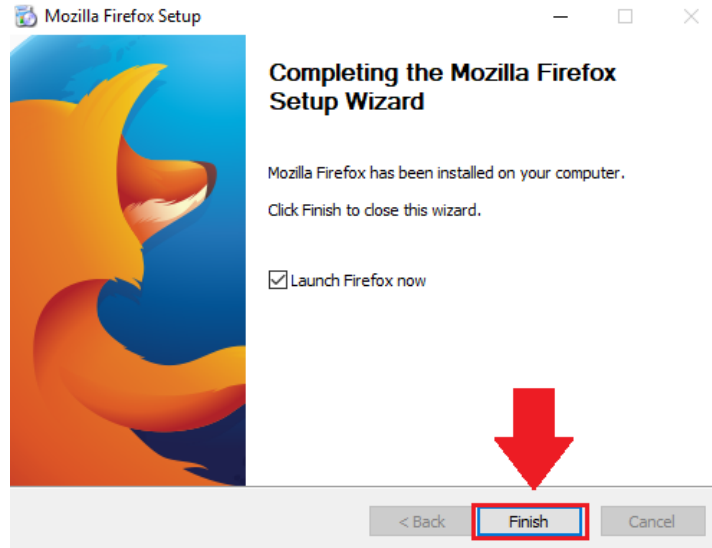 Mozilla Firefox Setup
Completing the Mozilla Firefox
Setup Wizard
Mozilla Firefox has been installed on your computer.
Click Finish to close this wizard.
Launch Firefox now
< Back
Finish
Cancel